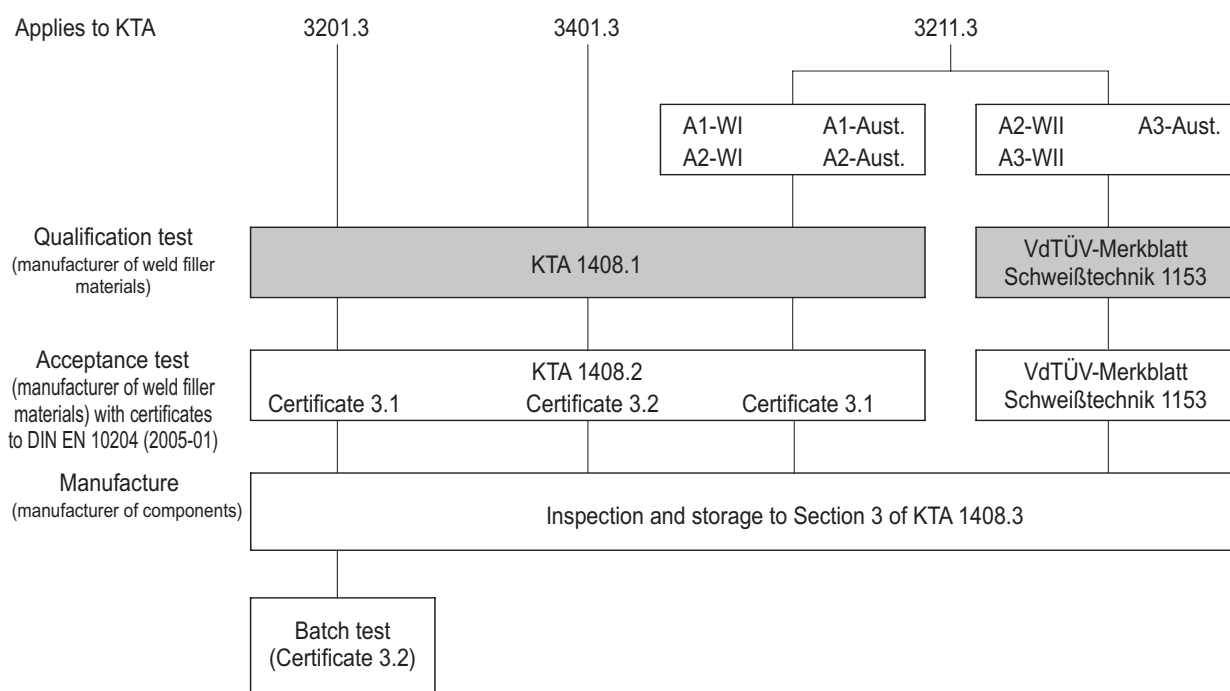 Applies to KTA 3201.3 3401.3 3211.3
A1-WI A1-Aust. A2-WII A3-Aust.
A2-WI A2-Aust. A3-WII
Qualification test
(manufacturer of weld filler
materials)
KTA 1408.1
VdTÜV-Merkblatt
Schweißtechnik 1153
Acceptance test
(manufacturer of weld filler
materials) with certificates
to DIN EN 10204 (2005-01)
KTA 1408.2
Certificate 3.1 Certificate 3.2 Certificate 3.1
VdTÜV-Merkblatt
Schweißtechnik 1153
Manufacture
(manufacturer of components)
Inspection and storage to Section 3 of KTA 1408.3
Batch test
(Certificate 3.2)